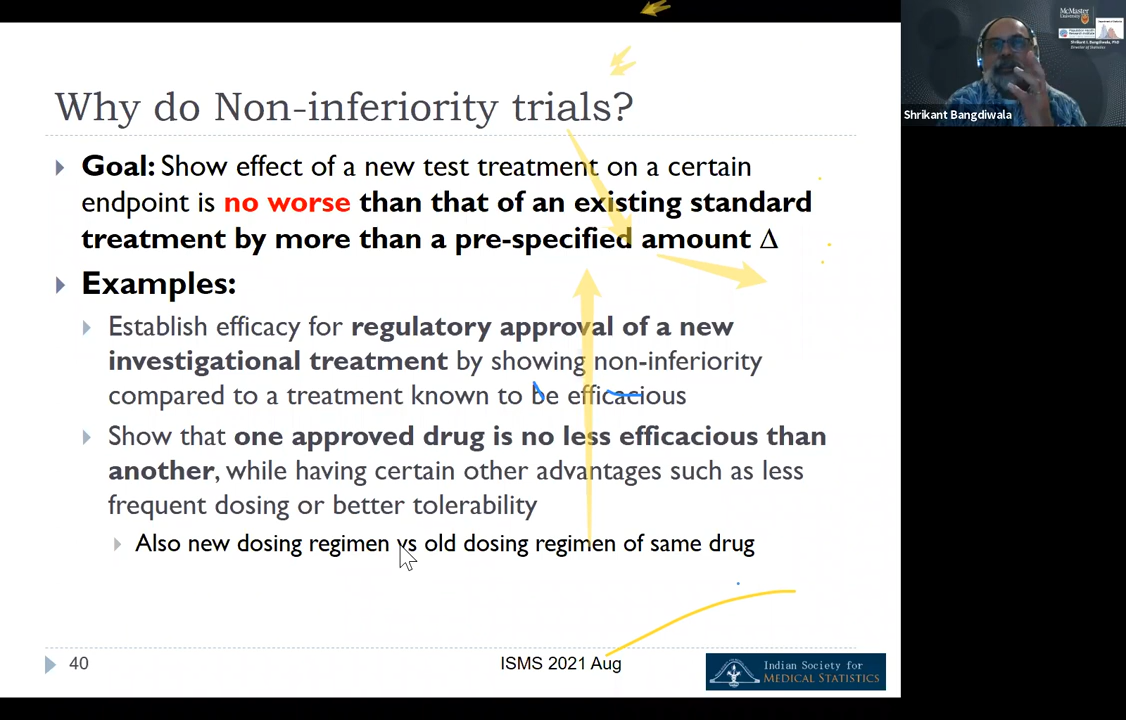 Why do Non-inferiority trials?
Goal: Show effect of a new test treatment on a certain
endpoint is no worse than that of an existing standard
treatment by more than a pre-specified amount Δ
Examples:
Establish efficacy for regulatory approval of a new
investigational treatment by showing non-inferiority
compared to a treatment known to be efficacious
Show that one approved drug is no less efficacious than
another, while having certain other advantages such as less
frequent dosing or better tolerability
Also new dosing regimen vs old dosing regimen of same drug
40
ISMS 2021 Aug
Indian Society for
MEDICAL STATISTICS
McMaster
University
Shrikant Bangdiwala